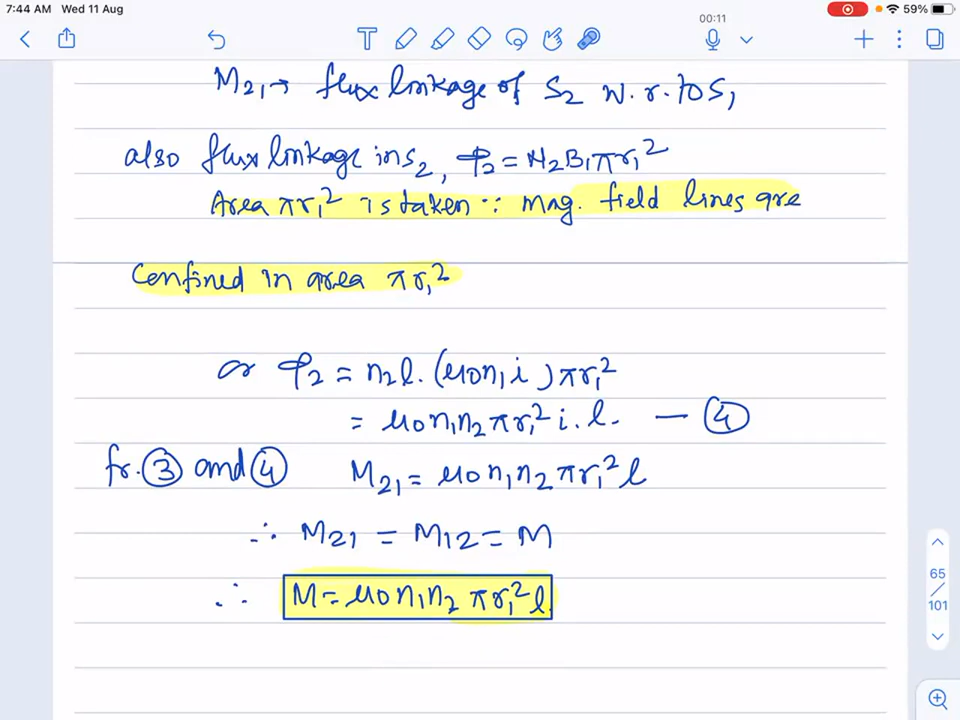 7:44 AM Wed 11 Aug
59%
00:11
M₂₁→ flux linkage of S₂ w.r.to S₁
also flux linkage in s₂, φ₂ = N₂B₁πr₁²
Area πr₁² is taken ∵ mag. field lines are
Confined in area πr₁²
or φ₂ = n₂l.(μ0n₁i)πr₁²
= μ0n₁n₂πr₁²i.l. — ④
fr. ③ and ④ M₂₁ = μ0n₁n₂πr₁²l
∴ M₂₁ = M₁₂ = M
∴ M = μ0n₁n₂πr₁²l.
65
/
101